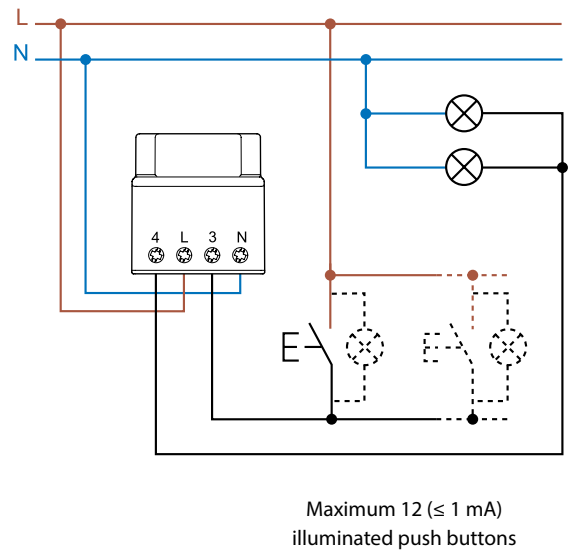 L
N
4 L 3 N
Maximum 12 (≤ 1 mA)
illuminated push buttons